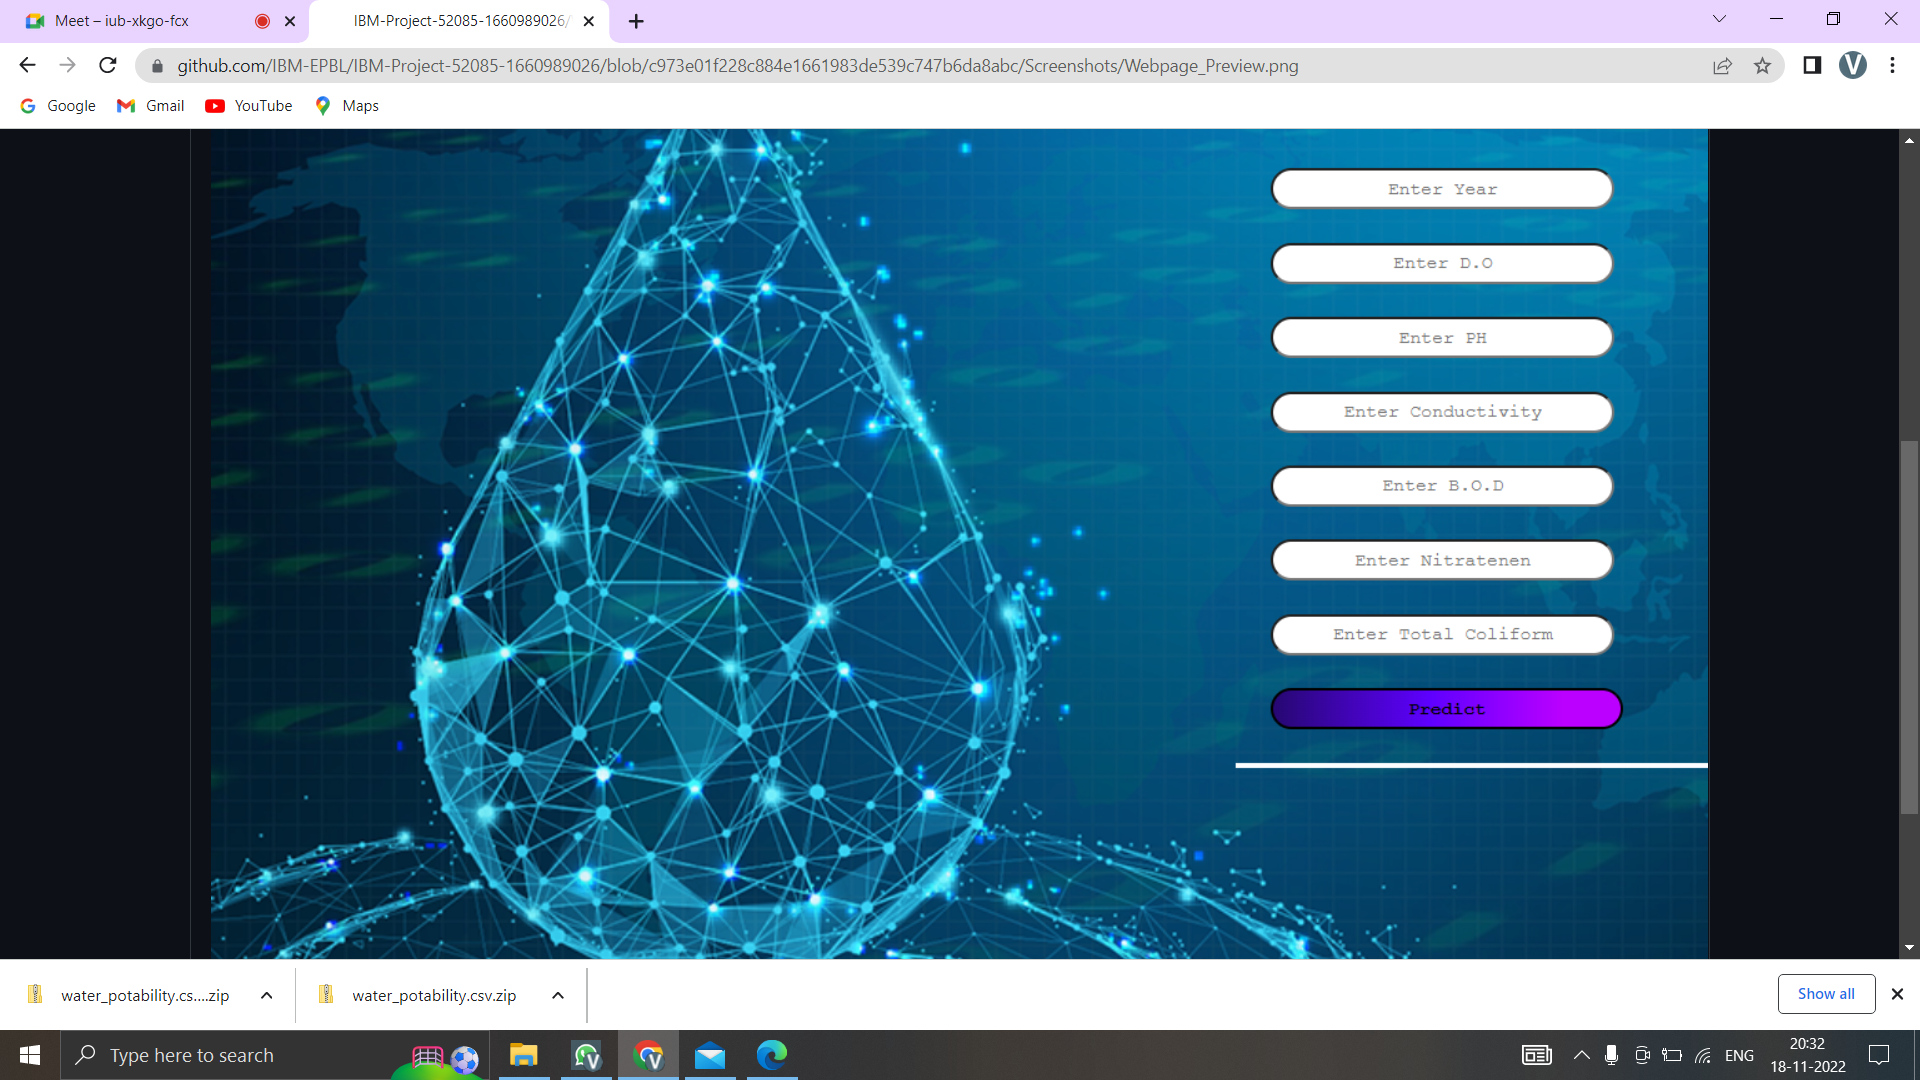 Meet – iub-xkgo-fcx
IBM-Project-52085-1660989026/
github.com/IBM-EPBL/IBM-Project-52085-1660989026/blob/c973e01f228c884e1661983de539c747b6da8abc/Screenshots/Webpage_Preview.png
V
Google
Gmail
YouTube
Maps
Enter Year
Enter D.O
Enter PH
Enter Conductivity
Enter B.O.D
Enter Nitratenen
Enter Total Coliform
Predict
water_potability.cs....zip
water_potability.csv.zip
Show all
Type here to search
V
V
ENG
20:32
18-11-2022